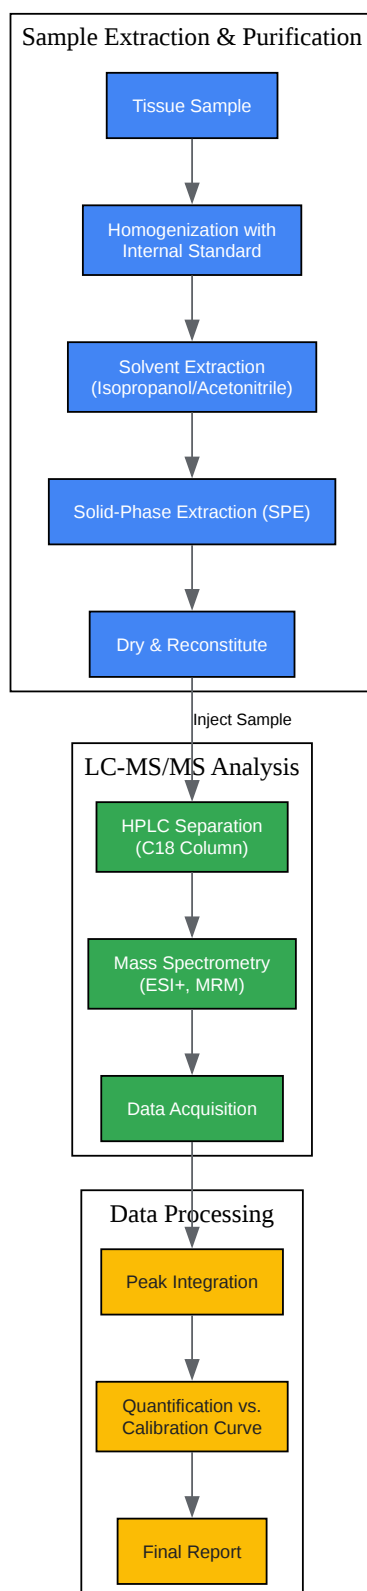 Sample Extraction & Purification
Tissue Sample
Homogenization with
Internal Standard
Solvent Extraction
(Isopropanol/Acetonitrile)
Solid-Phase Extraction (SPE)
Dry & Reconstitute
Inject Sample
LC-MS/MS Analysis
HPLC Separation
(C18 Column)
Mass Spectrometry
(ESI+, MRM)
Data Acquisition
Data Processing
Peak Integration
Quantification vs.
Calibration Curve
Final Report